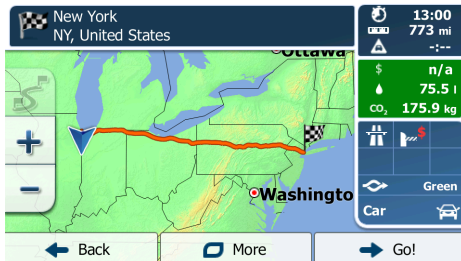 New York
NY, United States
13:00
773 mi
-:--
$ n/a
75.5 l
CO₂ 175.9 kg
Ottawa
$
Washingto
Green
Car
Back
More
Go!